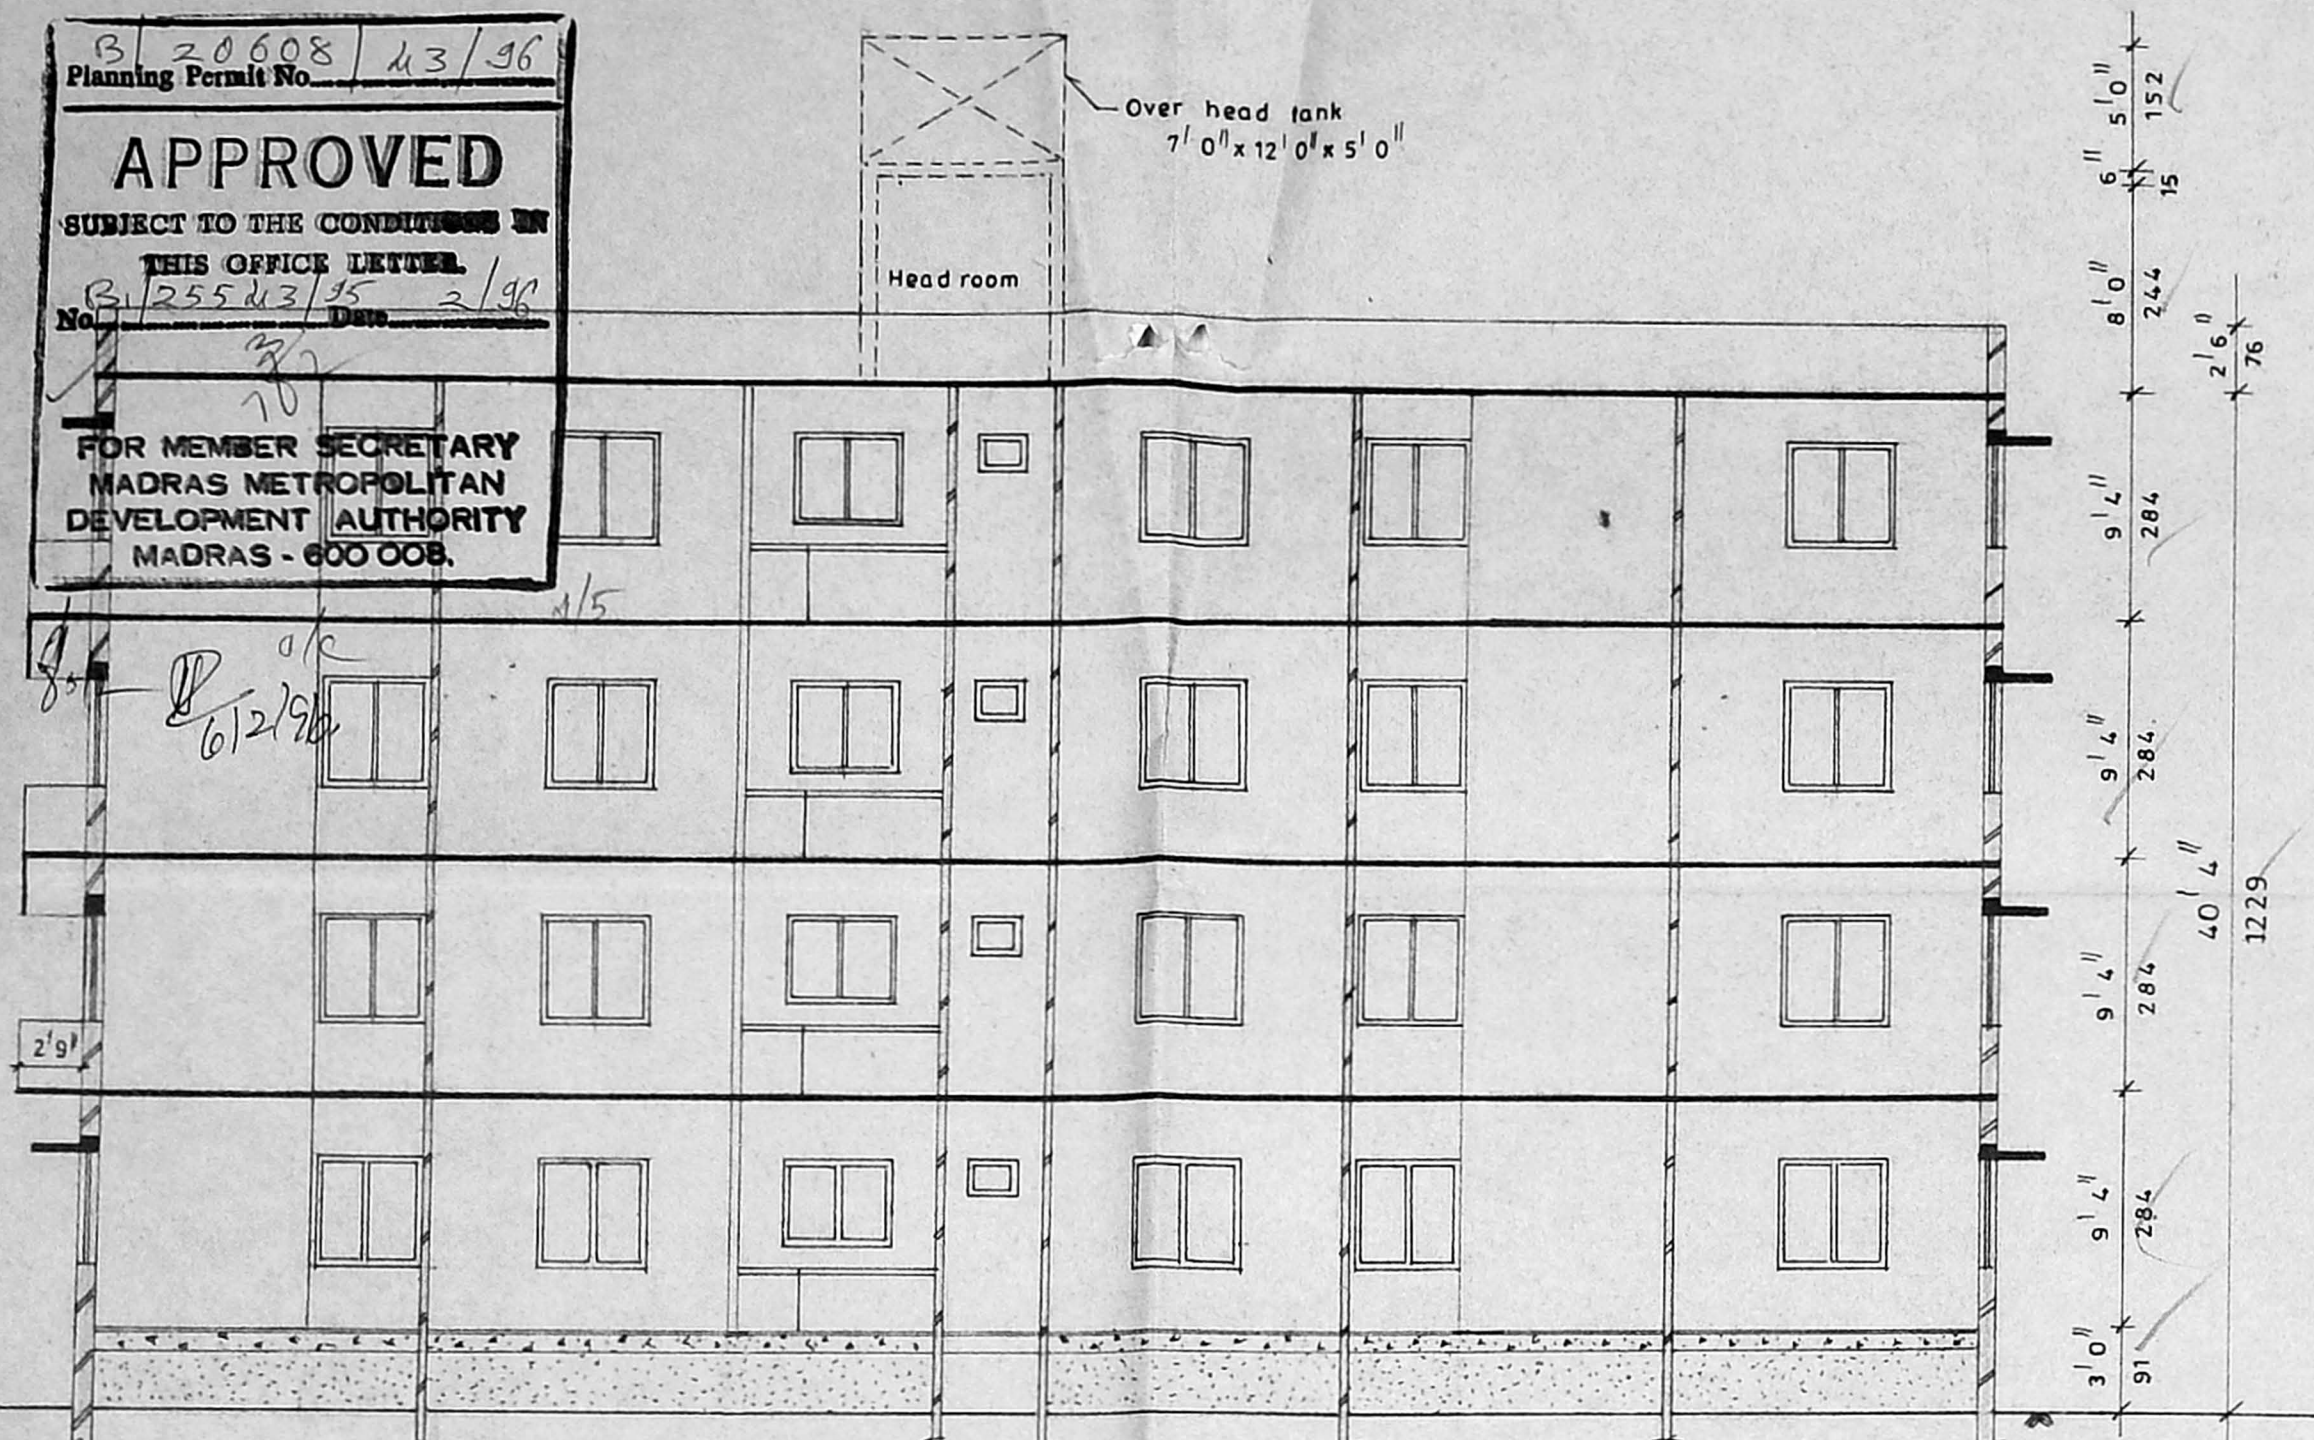 B/20608/43/96
Planning Permit No
APPROVED
SUBJECT TO THE CONDITIONS IN
THIS OFFICE LETTER.
B1/25543/95 2/96
No Date
FOR MEMBER SECRETARY
MADRAS METROPOLITAN
DEVELOPMENT AUTHORITY
MADRAS - 600 008.
6/2/96
2'9"
Over head tank
7'0" x 12'0" x 5'0"
Head room
5'0"
152
6"
15
8'0"
244
2'6"
76
9'4"
284
9'4"
284
40'4"
1229
9'4"
284
9'4"
284
3'0"
91